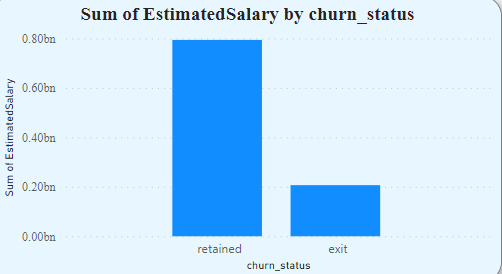 Sum of EstimatedSalary by churn_status
Sum of EstimatedSalary
0.80bn
0.60bn
0.40bn
0.20bn
0.00bn
retained exit
churn_status